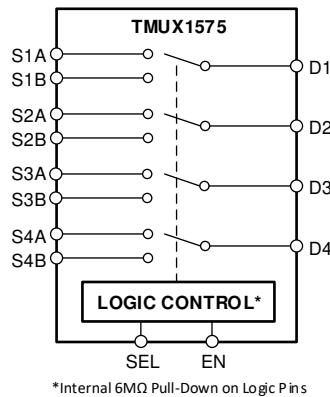 TMUX1575
S1A
S1B
D1
S2A
S2B
D2
S3A
S3B
D3
S4A
S4B
D4
LOGIC CONTROL*
SEL EN
*Internal 6MΩ Pull-Down on Logic Pins